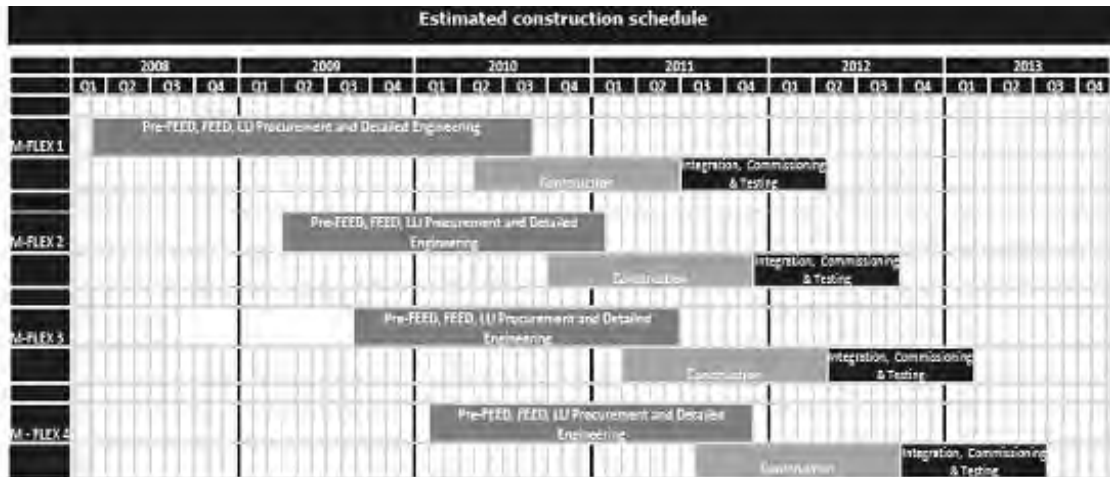 Estimated construction schedule
2008 2009 2010 2011 2012 2013
Q1 Q2 Q3 Q4 Q1 Q2 Q3 Q4 Q1 Q2 Q3 Q4 Q1 Q2 Q3 Q4 Q1 Q2 Q3 Q4 Q1 Q2 Q3 Q4
M-FLEX 1
Pre-FEED, FEED, LLI Procurement and Detailed Engineering
Construction
Integration, Commissioning
& Testing
M-FLEX 2
Pre-FEED, FEED, LLI Procurement and Detailed
Engineering
Construction
Integration, Commissioning
& Testing
M-FLEX 3
Pre-FEED, FEED, LLI Procurement and Detailed
Engineering
Construction
Integration, Commissioning
& Testing
M - FLEX 4
Pre-FEED, FEED, LLI Procurement and Detailed
Engineering
Construction
Integration, Commissioning
& Testing